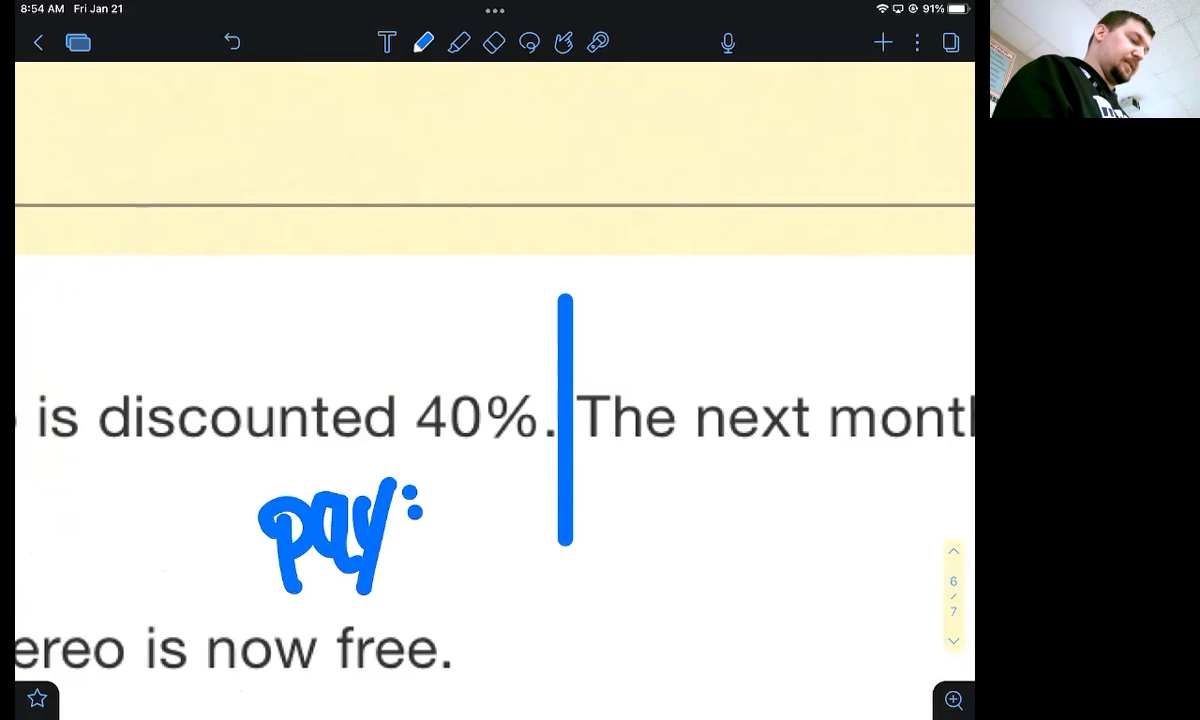 8:54 AM Fri Jan 21
91%
T
is discounted 40%. The next month
pay:
ereo is now free.
6
/
7